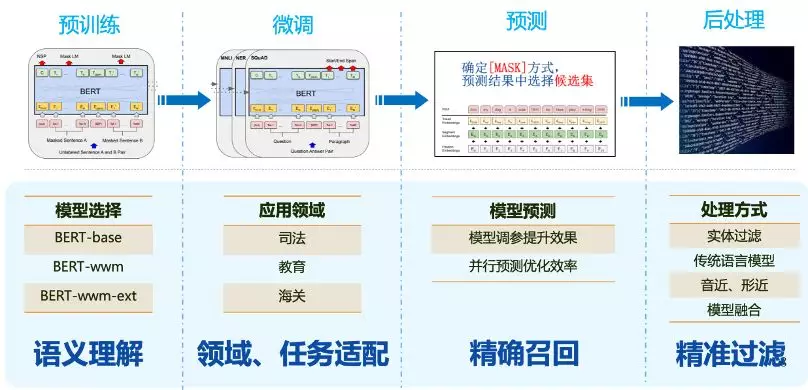 预训练
微调
预测
后处理
NSP
Mask LM
Mask LM
BERT
Masked Sentence A
Masked Sentence B
Unlabeled Sentence A and B Pair
MNLI
NER
SQuAD
Start/End Span
BERT
Question
Paragraph
Question Answer Pair
确定[MASK]方式，
预测结果中选择候选集
Input
Token Embeddings
Segment Embeddings
Position Embeddings
模型选择
BERT-base
BERT-wwm
BERT-wwm-ext
语义理解
应用领域
司法
教育
海关
领域、任务适配
模型预测
模型调参提升效果
并行预测优化效率
精确召回
处理方式
实体过滤
传统语言模型
音近、形近
模型融合
精准过滤